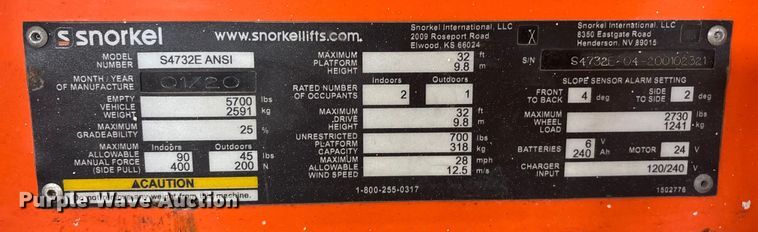 snorkel
www.snorkellifts.com.
Snorkel International, LLC
2009 Roseport Road
Elwood, KS 66024
X
Snorkel International, LLC
8350 Eastgate Road
Henderson, NV 89015
MODEL NUMBER S4732E ANSI
MONTH / YEAR OF MANUFACTURE 01/20
EMPTY VEHICLE WEIGHT 5700 lbs
2591 kg
MAXIMUM GRADEABILITY 25 %
Indoors Outdoors
MAXIMUM ALLOWABLE MANUAL FORCE (SIDE PULL) 90 45 lbs
400 200 N
CAUTION
machine.
MAXIMUM PLATFORM HEIGHT 32 ft
9.8 m
Indoors Outdoors
RATED NUMBER OF OCCUPANTS 2 1
MAXIMUM DRIVE HEIGHT 32 ft
9.8 m
UNRESTRICTED PLATFORM CAPACITY 700 lbs
318 kg
MAXIMUM ALLOWABLE WIND SPEED 28 mph
12.5 m/s
1-800-255-0317
S/N S4732E-04-200102321
SLOPE SENSOR ALARM SETTING
FRONT TO BACK 4 deg SIDE TO SIDE 2 deg
MAXIMUM WHEEL LOAD 2730 lbs
1241 kg
BATTERIES 6 V
240 Ah
MOTOR 24 V
CHARGER INPUT 120/240 V
1502776
Purple Wave Auction